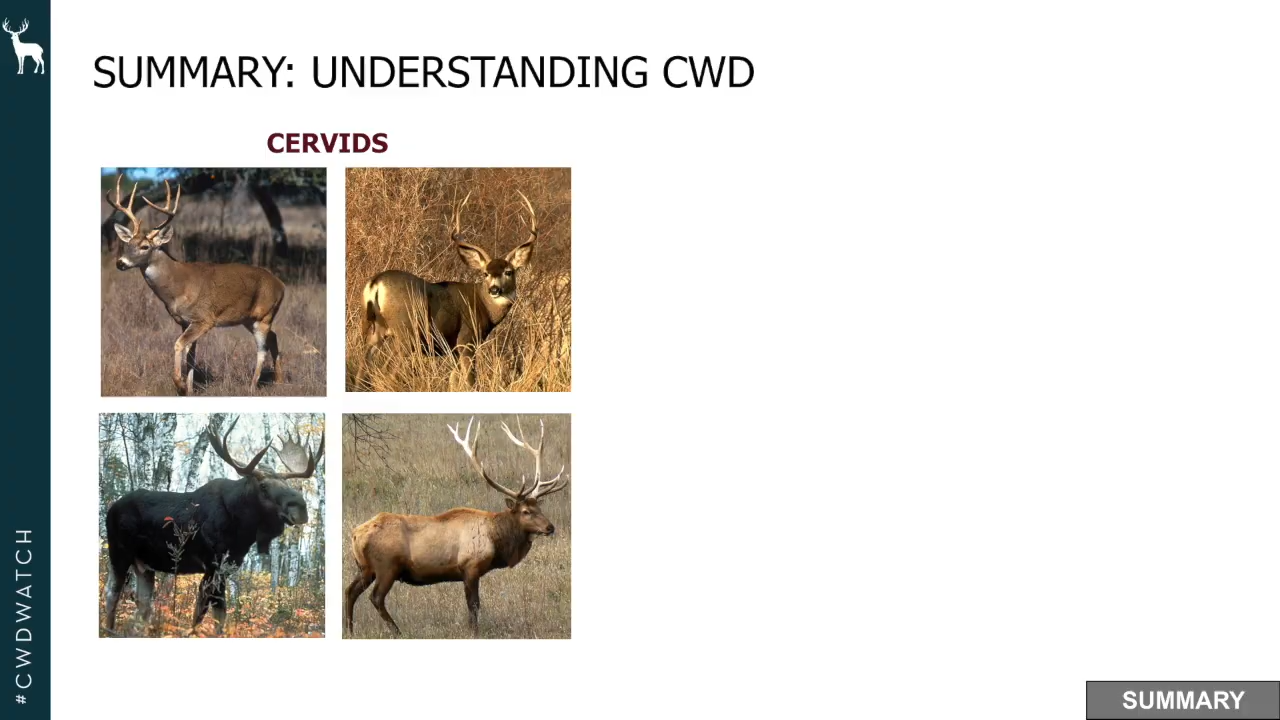 SUMMARY: UNDERSTANDING CWD
CERVIDS
#CWDWATCH
SUMMARY